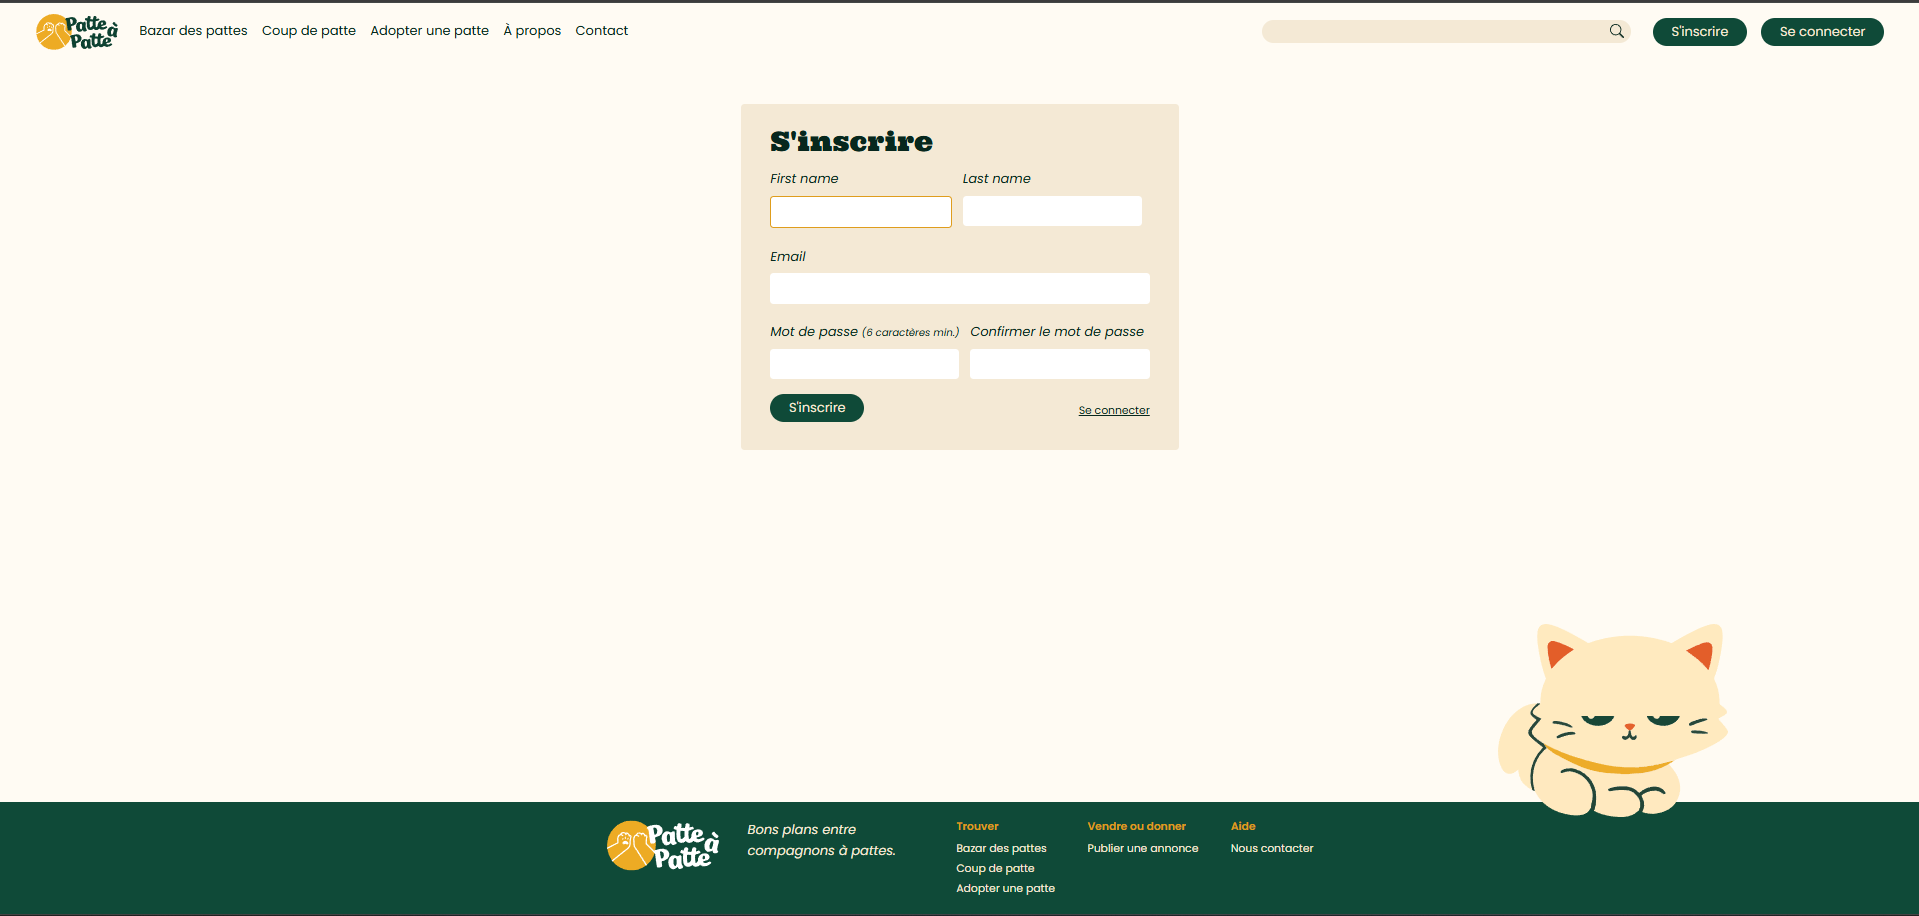 Patte à
Patte
Bazar des pattes Coup de patte Adopter une patte À propos Contact
S'inscrire Se connecter
S'inscrire
First name Last name
Email
Mot de passe (6 caractères min.) Confirmer le mot de passe
S'inscrire Se connecter
Patte à
Patte
Bons plans entre
compagnons à pattes.
Trouver
Bazar des pattes
Coup de patte
Adopter une patte
Vendre ou donner
Publier une annonce
Aide
Nous contacter